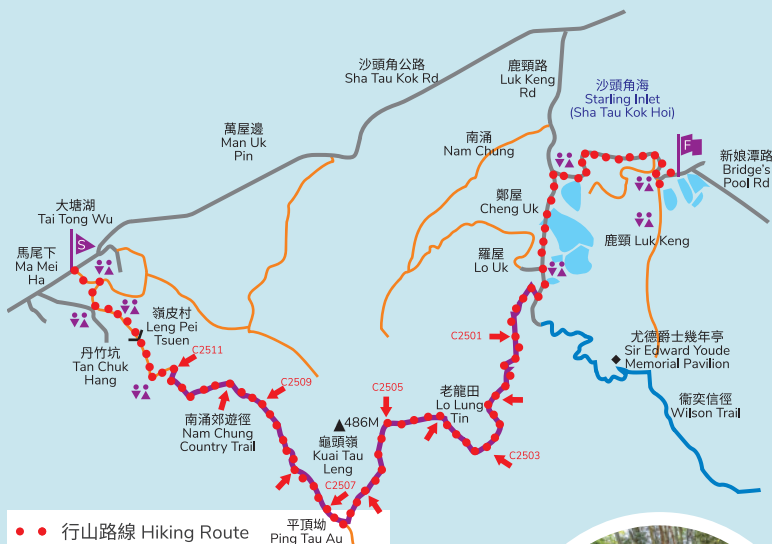 沙頭角公路
Sha Tau Kok Rd
鹿頸路
Luk Keng
Rd
沙頭角海
Starling Inlet
(Sha Tau Kok Hoi)
萬屋邊
Man Uk
Pin
南涌
Nam Chung
F
新娘潭路
Bridge's
Pool Rd
大塘湖
Tai Tong Wu
鄭屋
Cheng Uk
馬尾下
Ma Mei
Ha
S
羅屋
Lo Uk
鹿頸 Luk Keng
嶺皮村
Leng Pei
Tsuen
丹竹坑
Tan Chuk
Hang
C2511
C2501
尤德爵士幾年亭
Sir Edward Youde
Memorial Pavilion
C2509
C2505
老龍田
Lo Lung
Tin
衞奕信徑
Wilson Trail
南涌郊遊徑
Nam Chung
Country Trail
486M
龜頭嶺
Kuai Tau
Leng
C2503
C2507
行山路線 Hiking Route
平頂坳
Ping Tau Au